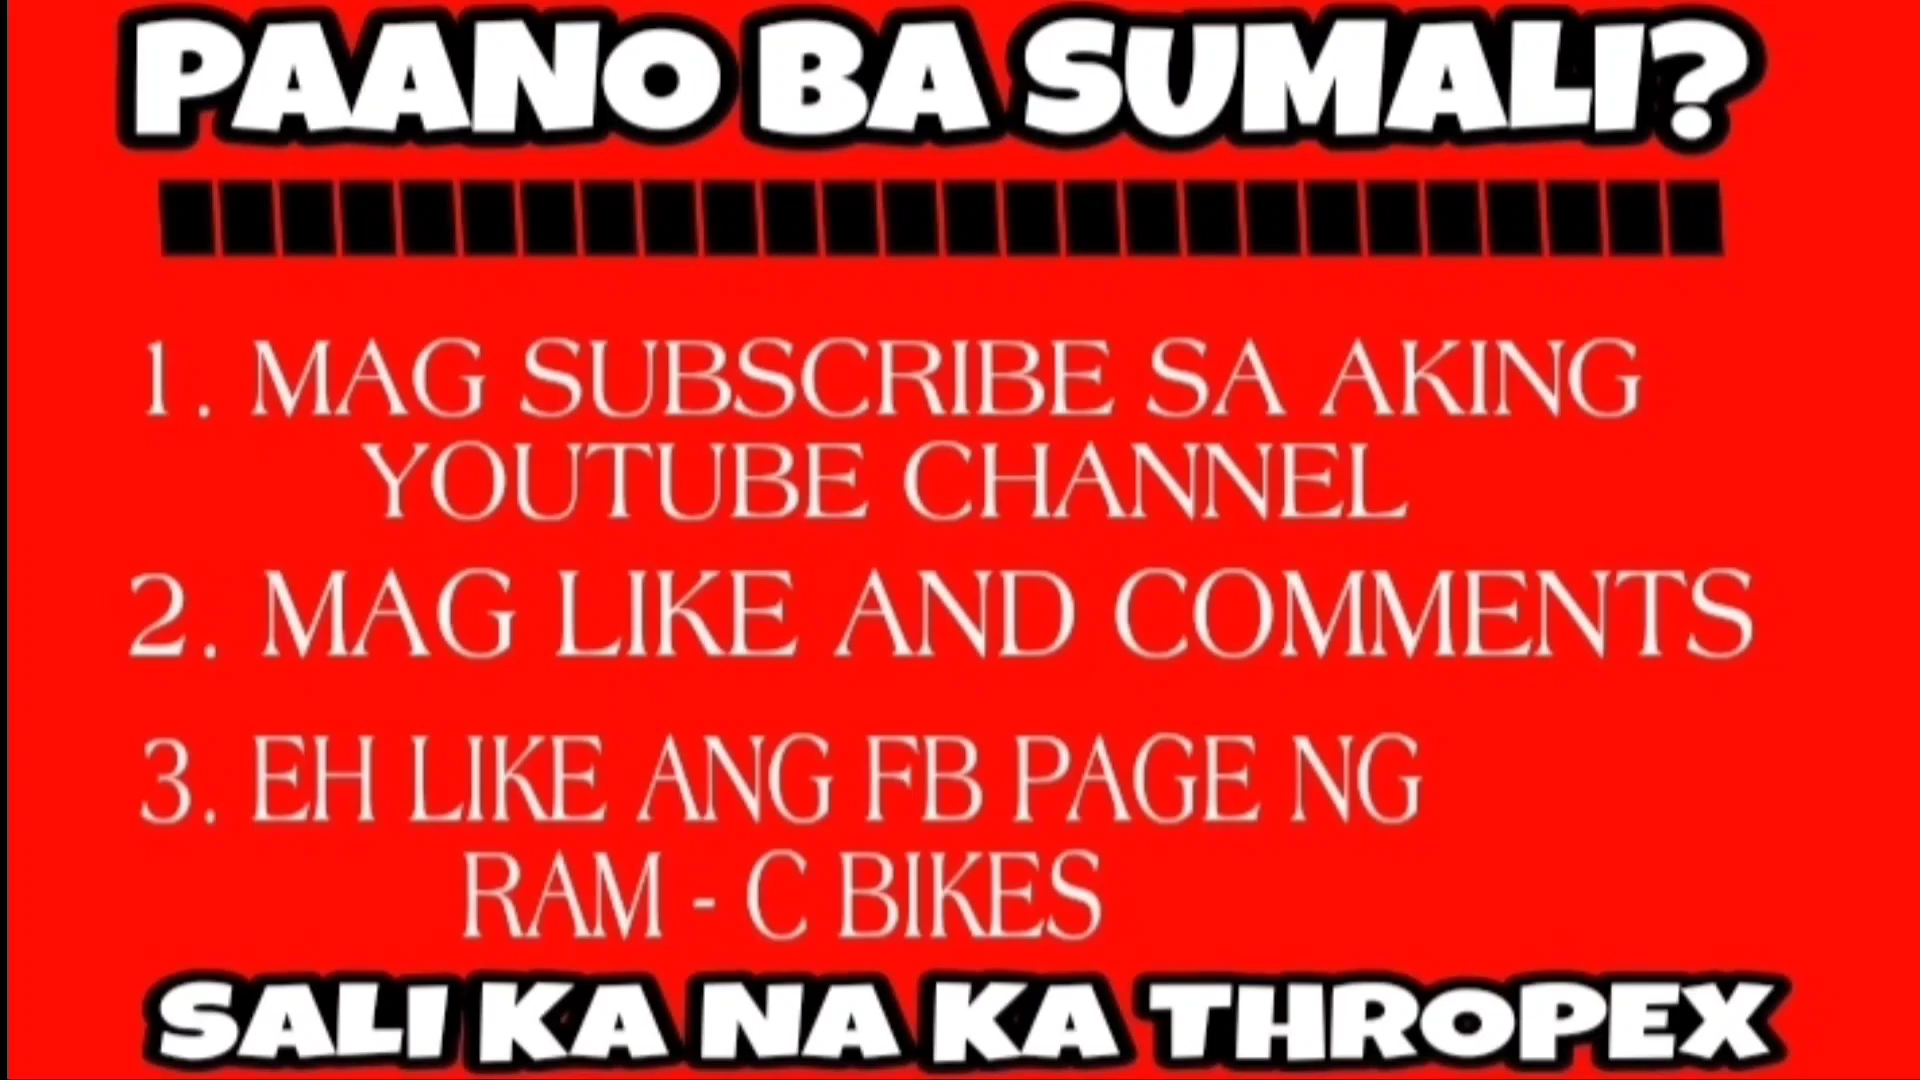 PAANO BA SUMALI?
1. MAG SUBSCRIBE SA AKING
YOUTUBE CHANNEL
2. MAG LIKE AND COMMENTS
3. EH LIKE ANG FB PAGE NG
RAM - C BIKES
SALI KA NA KA THROPEX